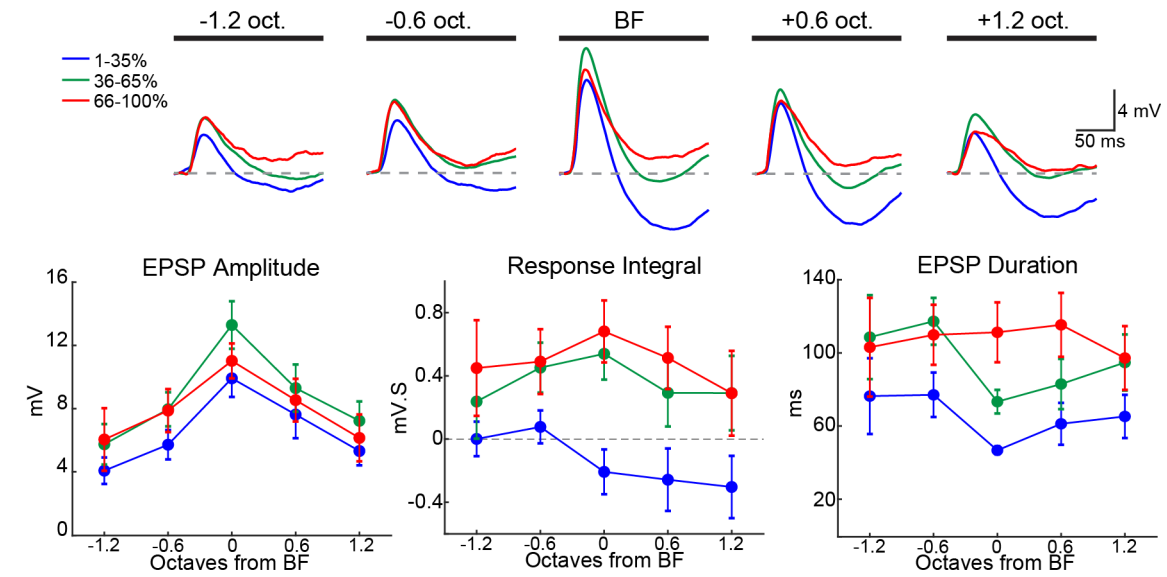 -1.2 oct. -0.6 oct. BF +0.6 oct. +1.2 oct.
1-35%
36-65%
66-100%
4 mV
50 ms
EPSP Amplitude
16
12
8
4
0
mV
-1.2 -0.6 0 0.6 1.2
Octaves from BF
Response Integral
0.8
0.4
0
-0.4
mV.S
-1.2 -0.6 0 0.6 1.2
Octaves from BF
EPSP Duration
140
100
60
20
ms
-1.2 -0.6 0 0.6 1.2
Octaves from BF